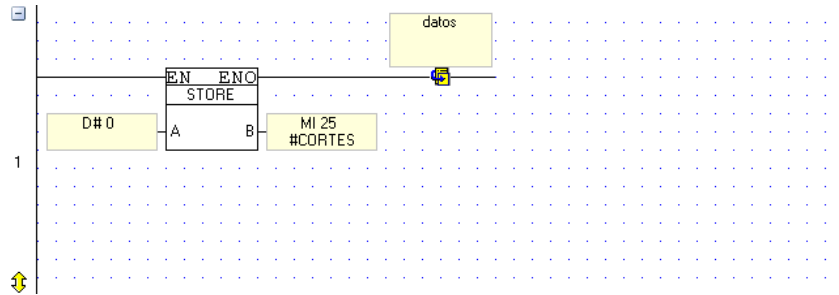 datos
EN ENO
STORE
D# 0
A
B
MI 25
#CORTES
1